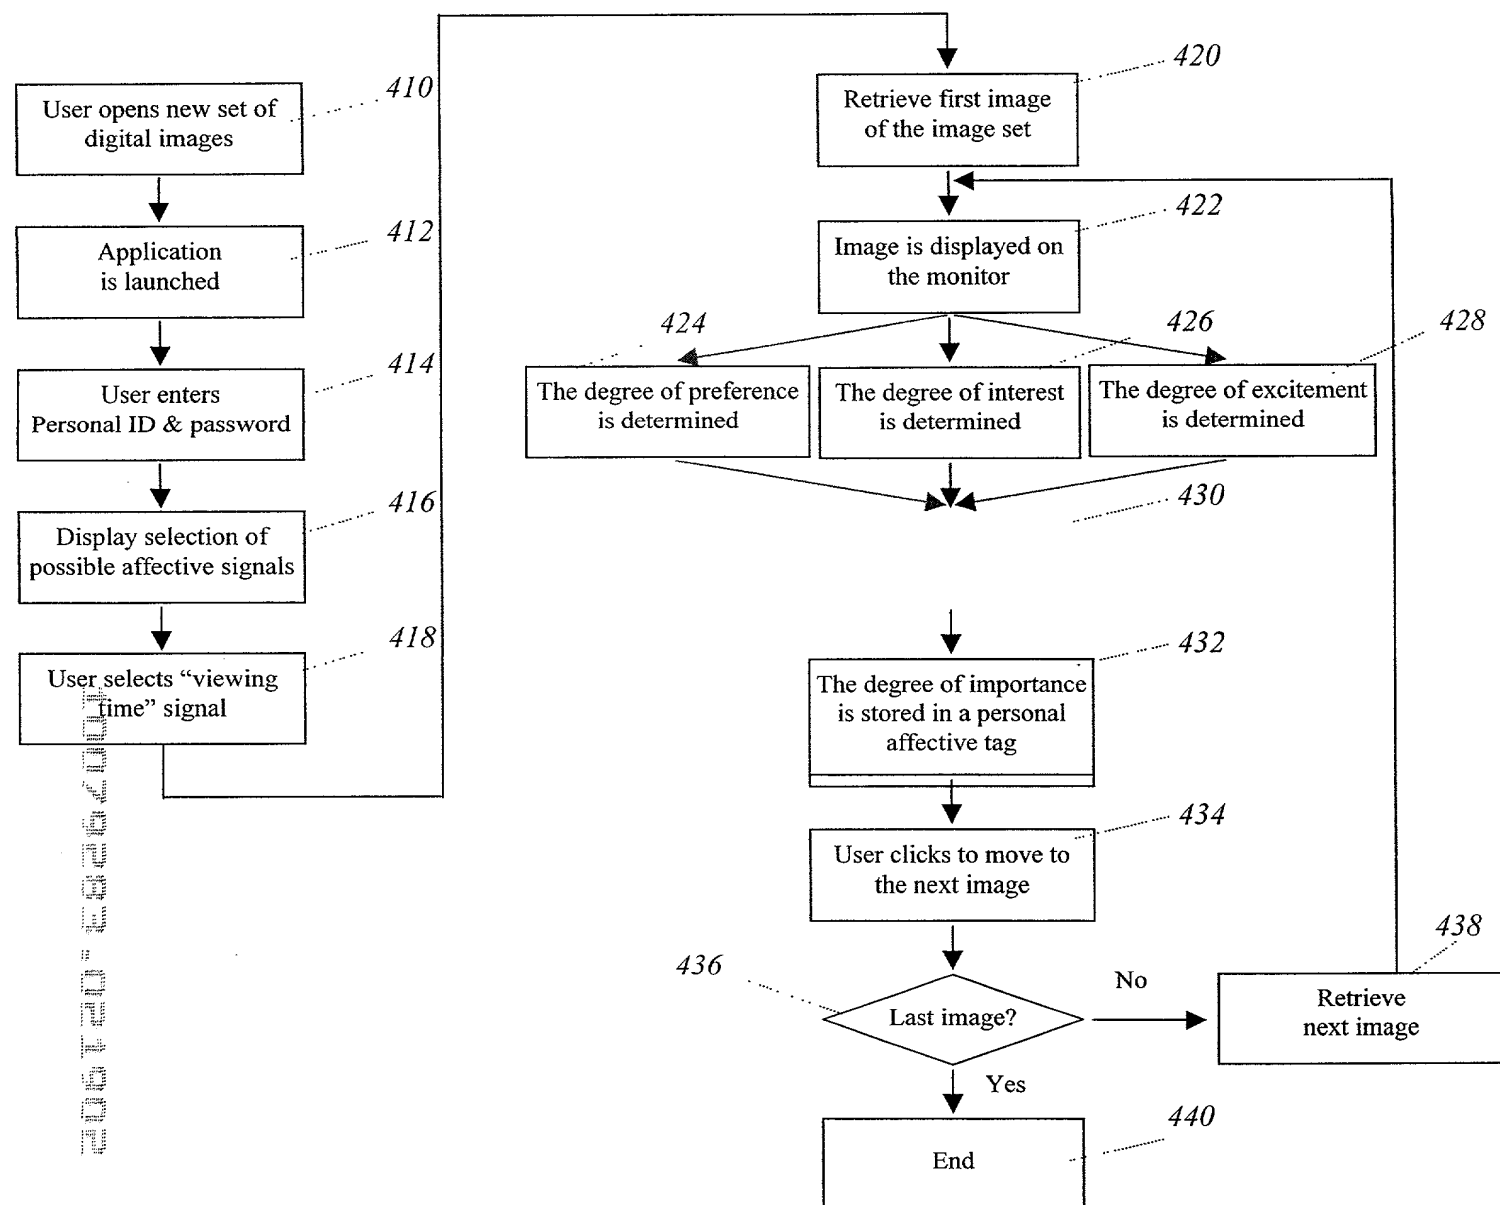 410
User opens new set of
digital images
412
Application
is launched
414
User enters
Personal ID & password
416
Display selection of
possible affective signals
418
User selects “viewing
time” signal
420
Retrieve first image
of the image set
422
Image is displayed on
the monitor
424
The degree of preference
is determined
426
The degree of interest
is determined
428
The degree of excitement
is determined
430
432
The degree of importance
is stored in a personal
affective tag
434
User clicks to move to
the next image
436
Last image?
No
Yes
438
Retrieve
next image
440
End
10079283.021902